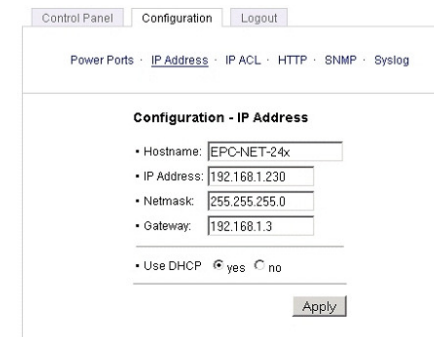 Control Panel Configuration Logout
Power Ports · IP Address · IP ACL · HTTP · SNMP · Syslog
Configuration - IP Address
• Hostname: EPC-NET-24x
• IP Address: 192.168.1.230
• Netmask: 255.255.255.0
• Gateway: 192.168.1.3
• Use DHCP yes no
Apply